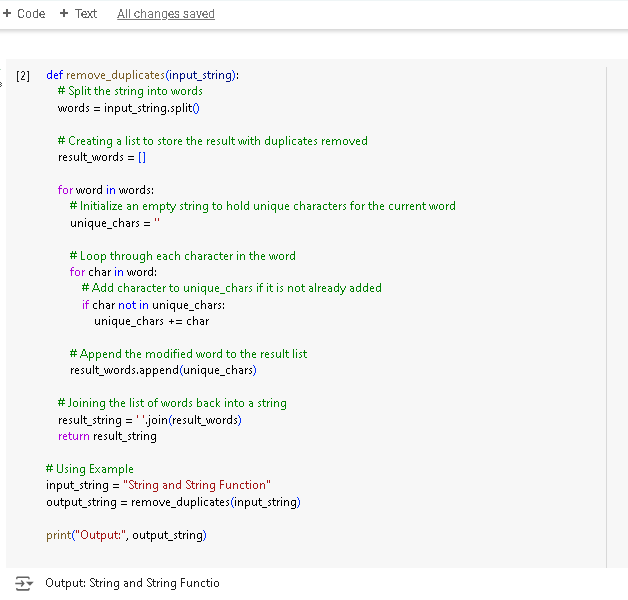 + Code + Text All changes saved
[2] def remove_duplicates(input_string):
# Split the string into words
words = input_string.split()
# Creating a list to store the result with duplicates removed
result_words = []
for word in words:
# Initialize an empty string to hold unique characters for the current word
unique_chars = ''
# Loop through each character in the word
for char in word:
# Add character to unique_chars if it is not already added
if char not in unique_chars:
unique_chars += char
# Append the modified word to the result list
result_words.append(unique_chars)
# Joining the list of words back into a string
result_string = ' '.join(result_words)
return result_string
# Using Example
input_string = "String and String Function"
output_string = remove_duplicates(input_string)
print("Output:", output_string)
Output: String and String Functio